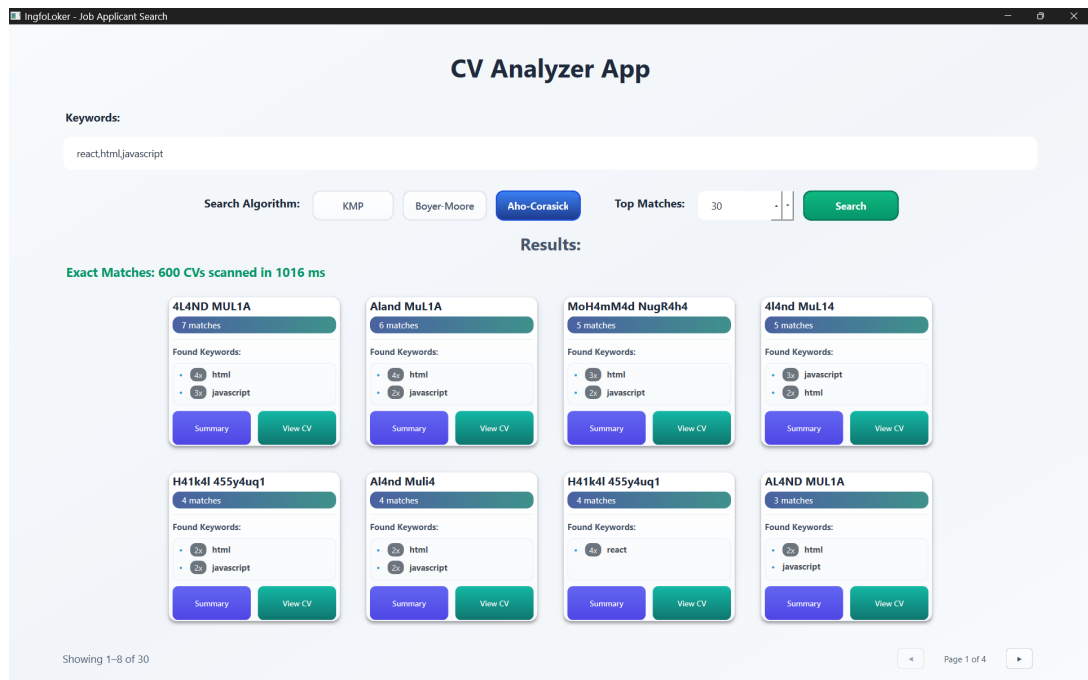 IngfoLoker - Job Applicant Search
CV Analyzer App
Keywords:
react,html,javascript
Search Algorithm: KMP Boyer-Moore Aho-Corasick Top Matches: 30 Search
Results:
Exact Matches: 600 CVs scanned in 1016 ms
4L4ND MUL1A
7 matches
Found Keywords:
• 4x html
• 3x javascript
Summary View CV
Aland MuL1A
6 matches
Found Keywords:
• 4x html
• 2x javascript
Summary View CV
MoH4mM4d NugR4h4
5 matches
Found Keywords:
• 3x html
• 2x javascript
Summary View CV
4l4nd MuL14
5 matches
Found Keywords:
• 3x javascript
• 2x html
Summary View CV
H41k4l 455y4uq1
4 matches
Found Keywords:
• 2x html
• 2x javascript
Summary View CV
Al4nd Muli4
4 matches
Found Keywords:
• 2x html
• 2x javascript
Summary View CV
H41k4l 455y4uq1
4 matches
Found Keywords:
• 4x react
Summary View CV
AL4ND MUL1A
3 matches
Found Keywords:
• 2x html
• javascript
Summary View CV
Showing 1–8 of 30
Page 1 of 4